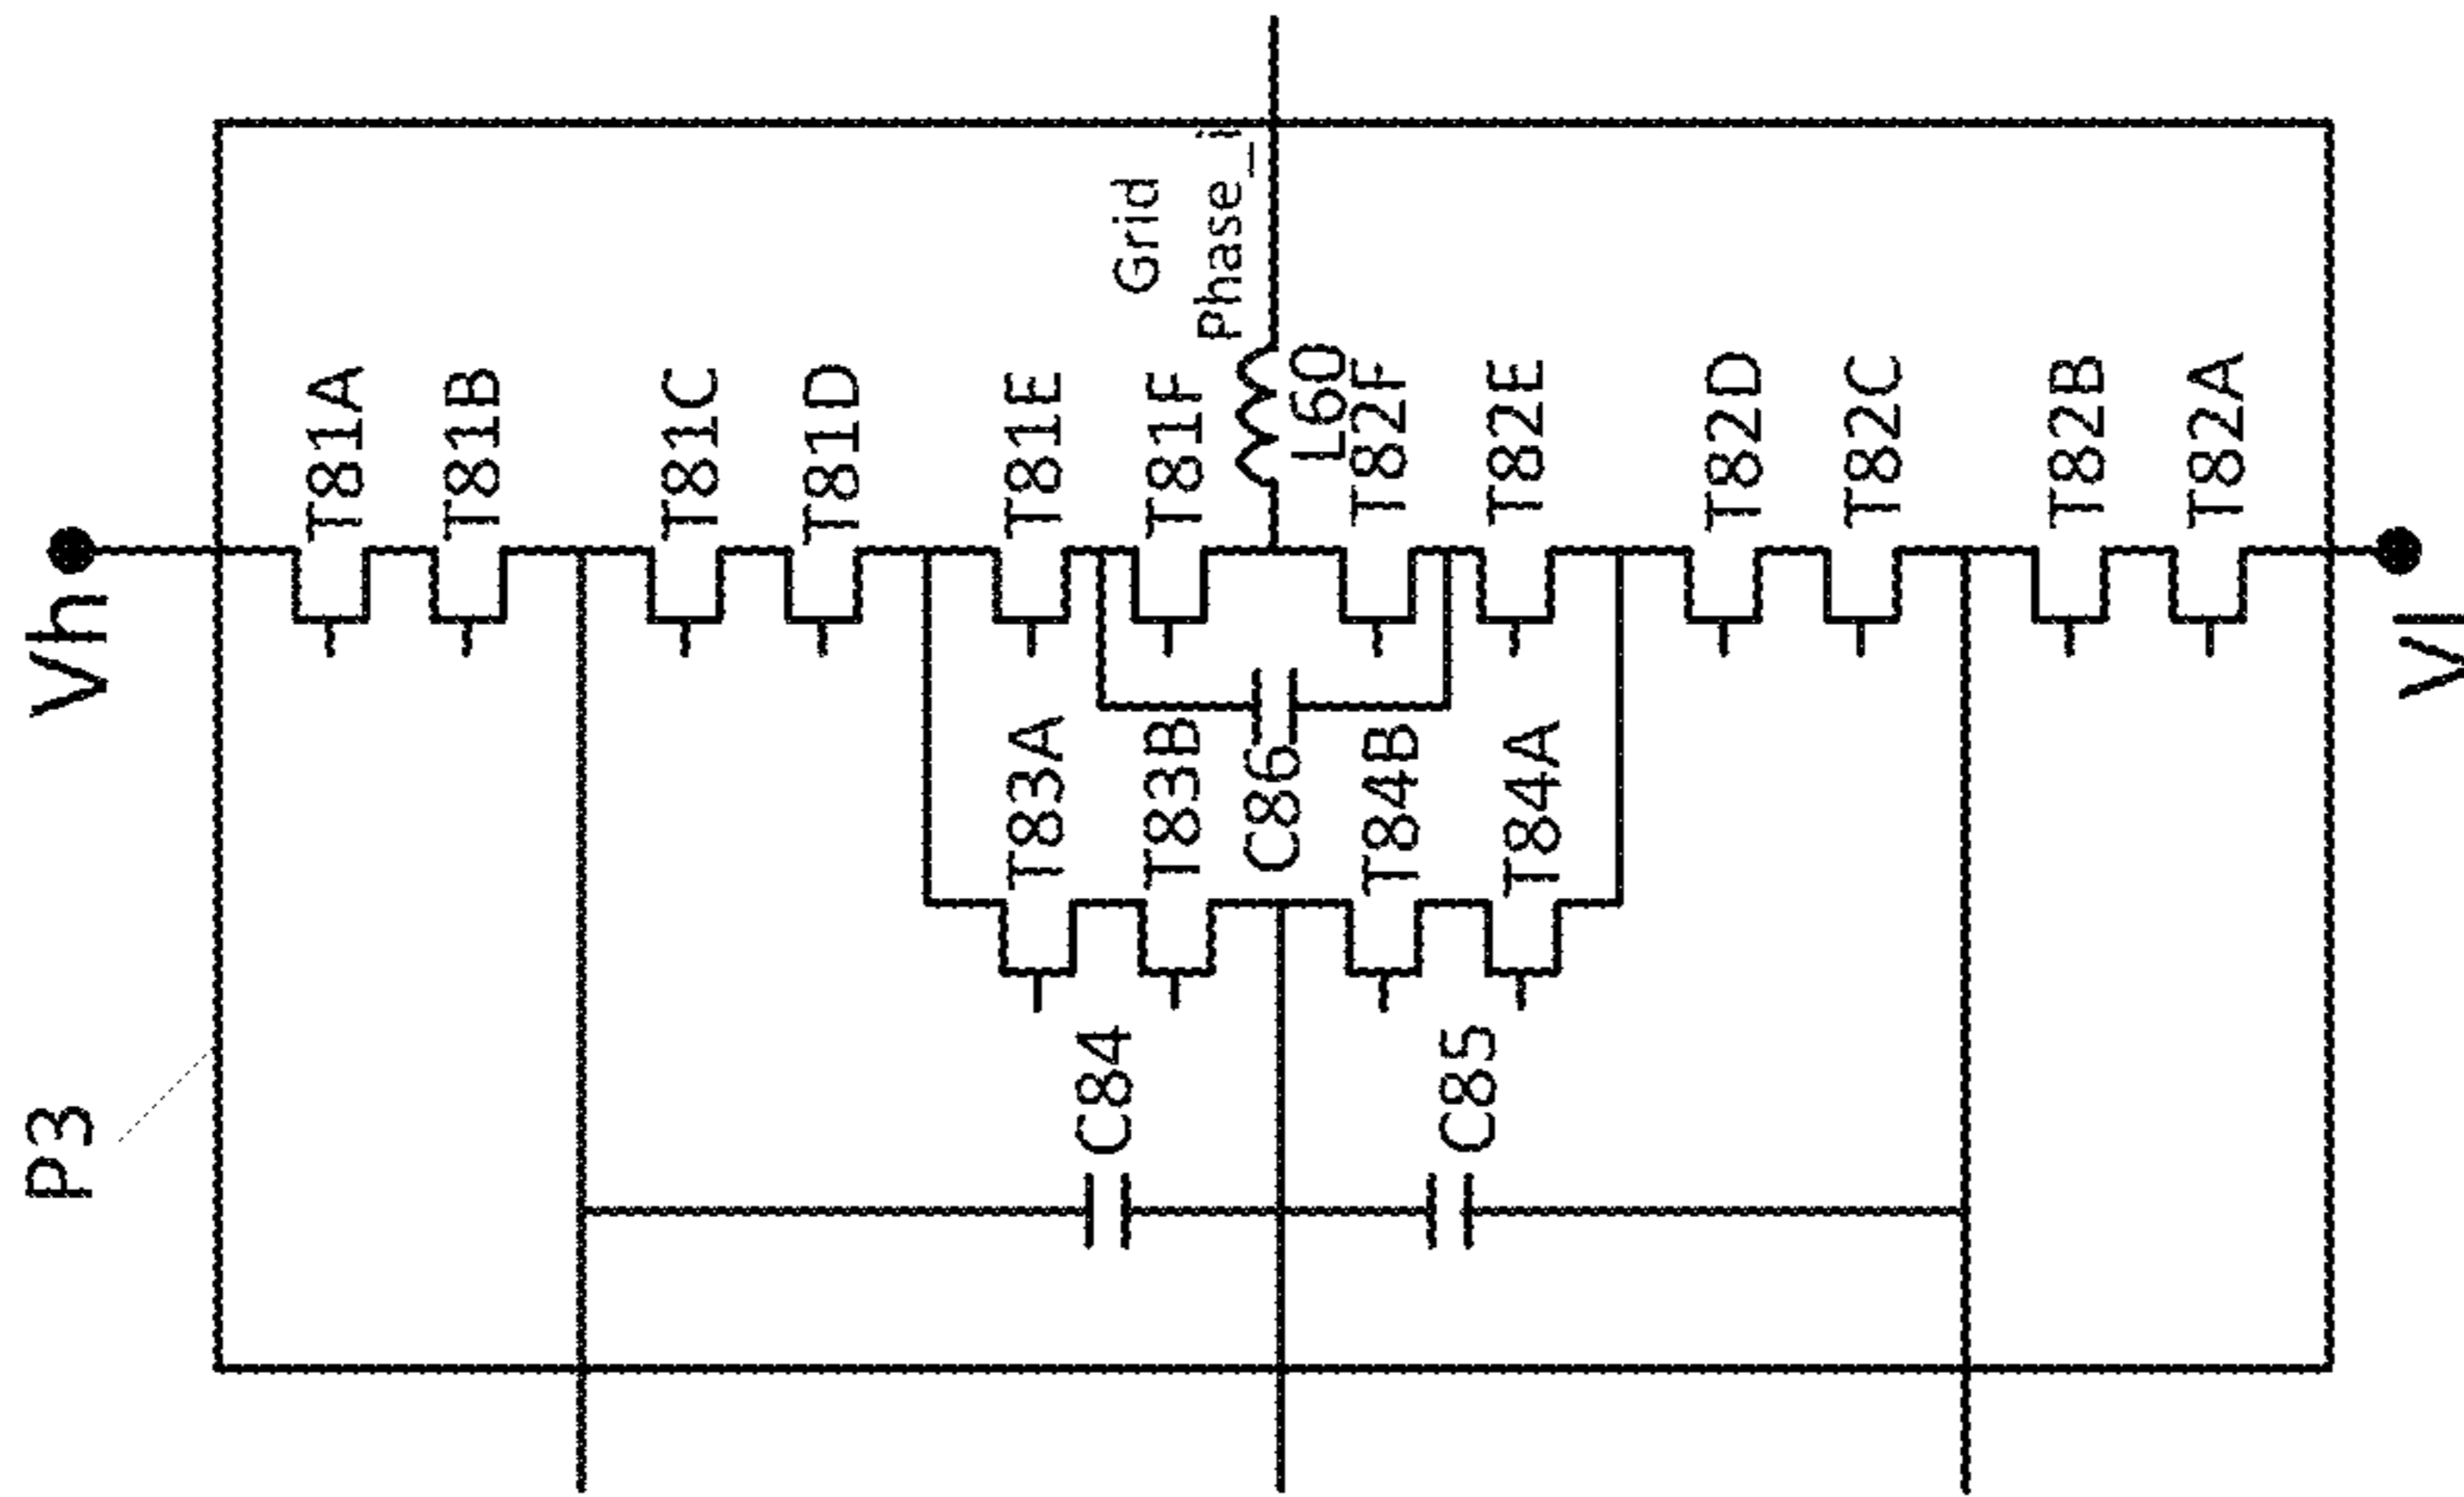 P3
Vh
T81A
T81B
T81C
T81D
T81E
T81F
Grid
Phase_i
L60
T82F
T82E
T82D
T82C
T82B
T82A
T83A
T83B
C86
T84B
T84A
C84
C85
Vl